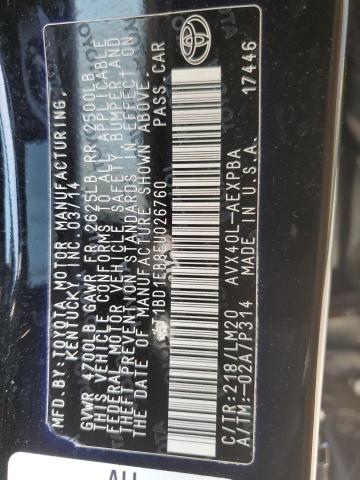 MFD. BY: TOYOTA MOTOR MANUFACTURING,
KENTUCKY, INC. 03/14
GVWR 4700LB GAWR FR 2625LB RR 2500LB
THIS VEHICLE CONFORMS TO ALL APPLICABLE
FEDERAL MOTOR VEHICLE SAFETY, BUMPER, AND
THEFT PREVENTION STANDARDS IN EFFECT ON
THE DATE OF MANUFACTURE SHOWN ABOVE.
PASS. CAR
C/TR: 218/LM20 AVX40L-AEXPBA
A/TM: -02A/P314 MADE IN U.S.A. 17446